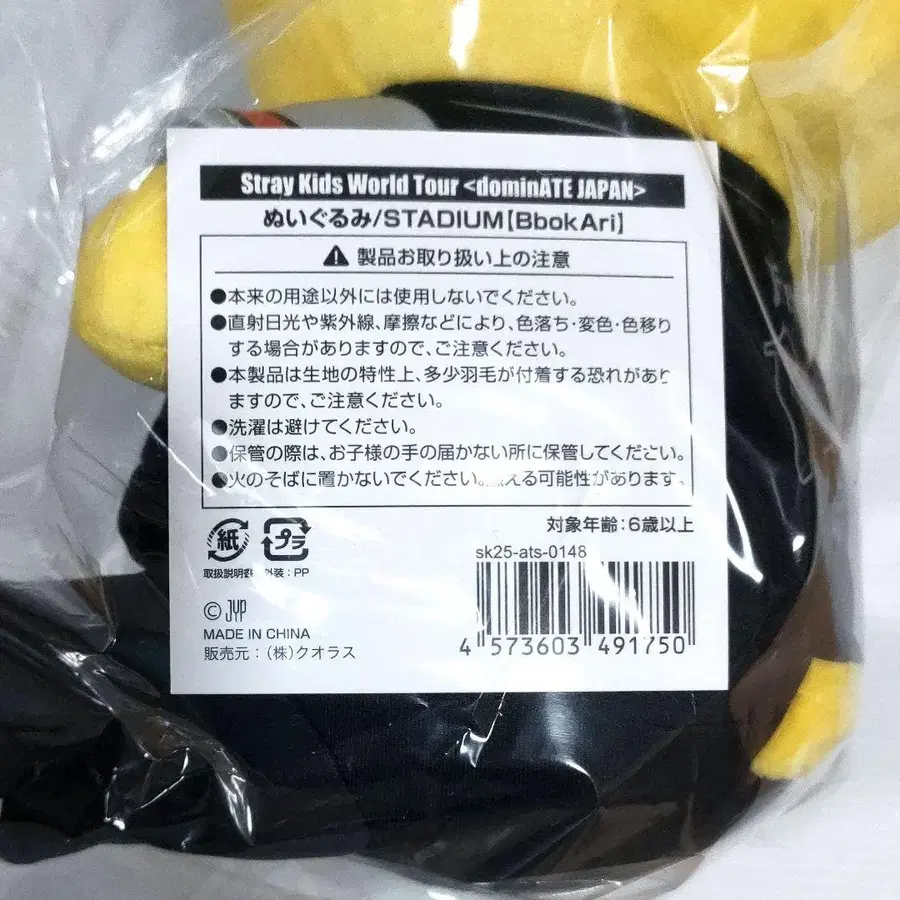 Stray Kids World Tour <dominATE JAPAN>
ぬいぐるみ/STADIUM【BbokAri】
製品お取り扱い上の注意
●本来の用途以外には使用しないでください。
●直射日光や紫外線、摩擦などにより、色落ち・変色・色移り
する場合がありますので、ご注意ください。
●本製品は生地の特性上、多少羽毛が付着する恐れがあり
ますので、ご注意ください。
●洗濯は避けてください。
●保管の際は、お子様の手の届かない所に保管してください。
●火のそばに置かないでください。燃える可能性があります。
対象年齢:6歳以上
紙 プラ
取扱説明書 外装:PP
sk25-ats-0148
© JYP
MADE IN CHINA
販売元:(株)クオラス
4 573603 491750